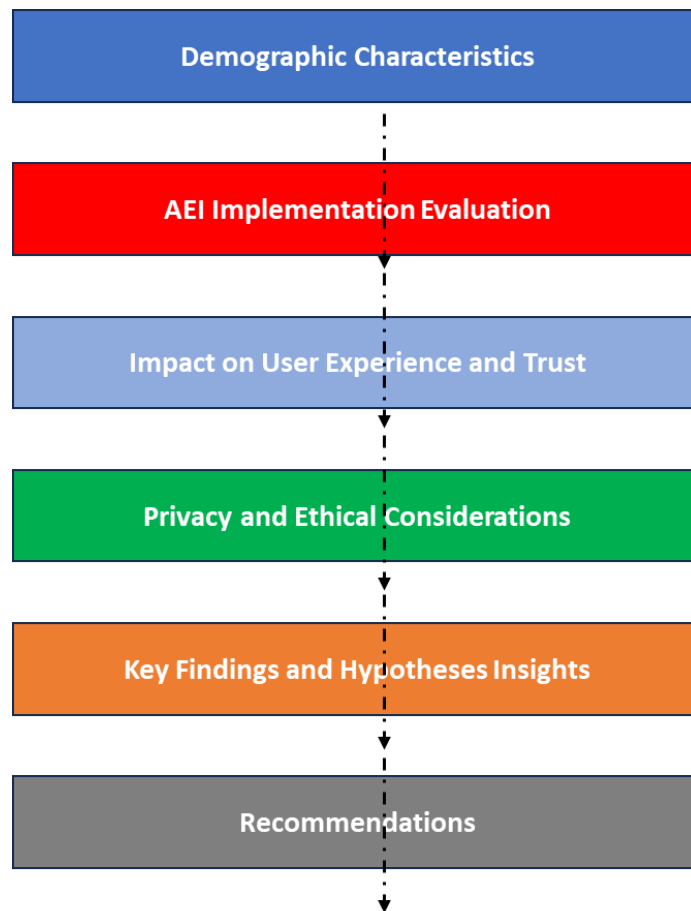 Demographic Characteristics
AEI Implementation Evaluation
Impact on User Experience and Trust
Privacy and Ethical Considerations
Key Findings and Hypotheses Insights
Recommendations